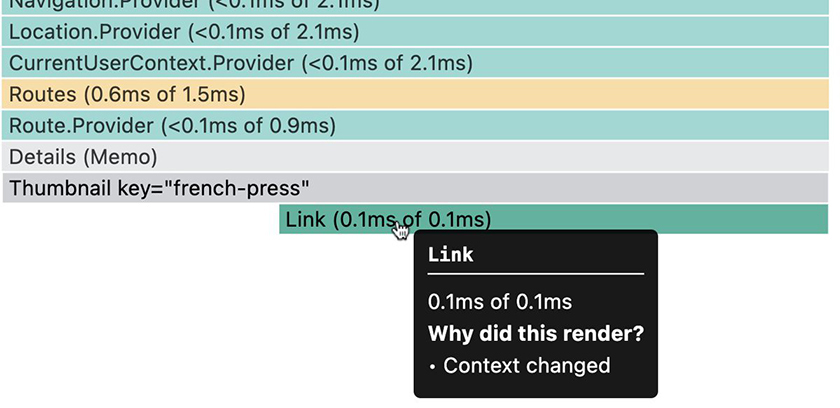 Navigation.Provider (<0.1ms of 2.1ms)
Location.Provider (<0.1ms of 2.1ms)
CurrentUserContext.Provider (<0.1ms of 2.1ms)
Routes (0.6ms of 1.5ms)
Route.Provider (<0.1ms of 0.9ms)
Details (Memo)
Thumbnail key="french-press"
Link (0.1ms of 0.1ms)
Link
0.1ms of 0.1ms
Why did this render?
• Context changed